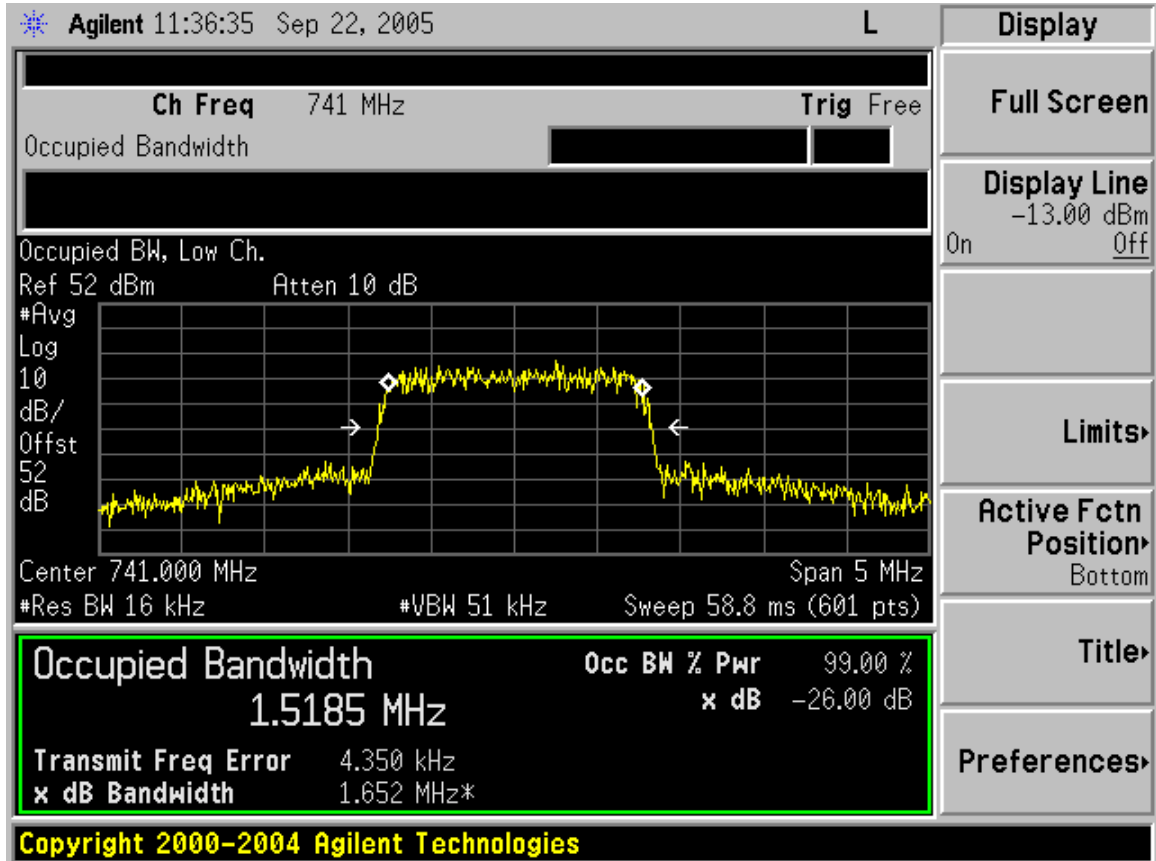 Agilent 11:36:35 Sep 22, 2005 L
Display
Ch Freq 741 MHz Trig Free
Occupied Bandwidth
Occupied BW, Low Ch.
Ref 52 dBm Atten 10 dB
#Avg
Log
10
dB/
Offst
52
dB
Center 741.000 MHz Span 5 MHz
#Res BW 16 kHz #VBW 51 kHz Sweep 58.8 ms (601 pts)
Occupied Bandwidth
1.5185 MHz
Occ BW % Pwr 99.00 %
x dB -26.00 dB
Transmit Freq Error 4.350 kHz
x dB Bandwidth 1.652 MHz*
Full Screen
Display Line
-13.00 dBm
On Off
Limits
Active Fctn
Position
Bottom
Title
Preferences
Copyright 2000-2004 Agilent Technologies